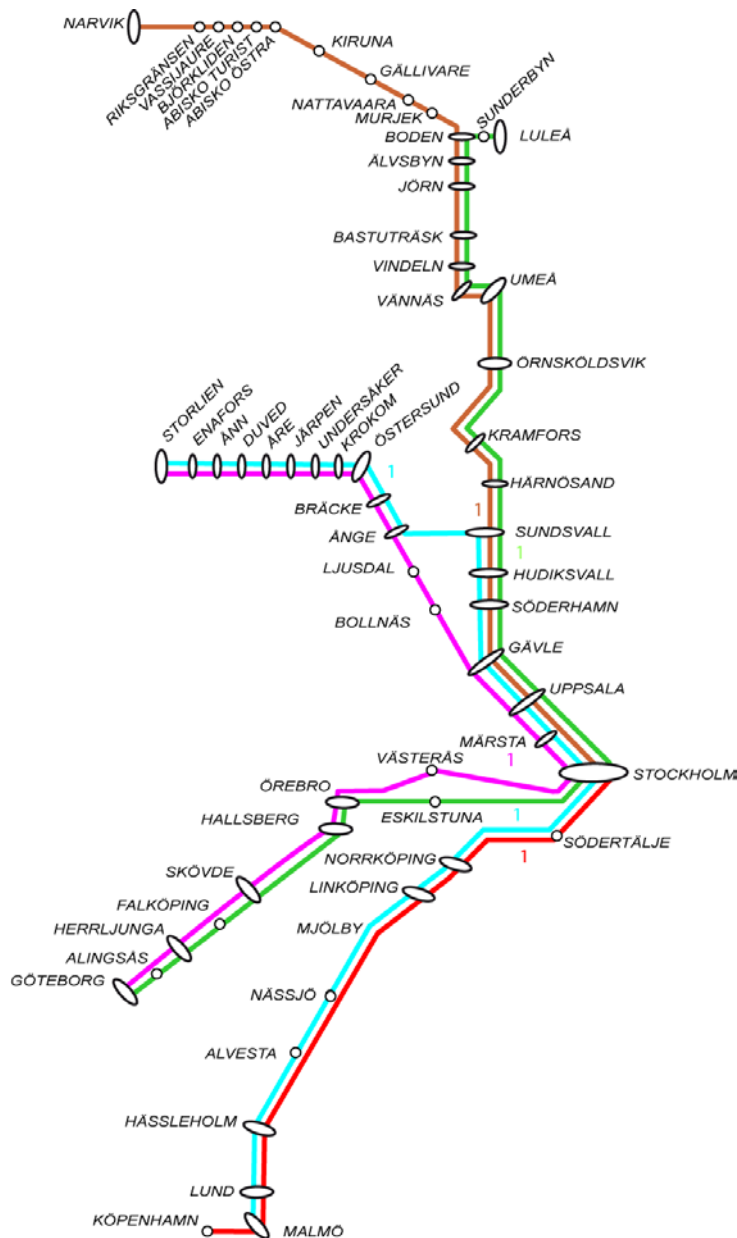 NARVIK
RIKSGRÄNSEN
VASSIJAURE
BJÖRKLIDEN
ABISKO TURIST
ABISKO ÖSTRA
KIRUNA
GÄLLIVARE
NATTAVAARA
MURJEK
SUNDERBYN
BODEN
LULEÅ
ÄLVSBYN
JÖRN
BASTUTRÄSK
VINDELN
UMEÅ
VÄNNÄS
ÖRNSKÖLDSVIK
STORLIEN
ENAFORS
ÅNN
DUVED
ÅRE
JÄRPEN
UNDERSÅKER
KROKOM
ÖSTERSUND
KRAMFORS
1
HÄRNÖSAND
BRÄCKE
1
ÅNGE
SUNDSVALL
1
LJUSDAL
HUDIKSVALL
BOLLNÄS
SÖDERHAMN
GÄVLE
UPPSALA
MÄRSTA
1
VÄSTERÅS
STOCKHOLM
ÖREBRO
HALLSBERG
ESKILSTUNA
1
SÖDERTÄLJE
1
NORRKÖPING
SKÖVDE
LINKÖPING
FALKÖPING
HERRLJUNGA
MJÖLBY
ALINGSÅS
GÖTEBORG
NÄSSJÖ
ALVESTA
HÄSSLEHOLM
LUND
KÖPENHAMN
MALMÖ